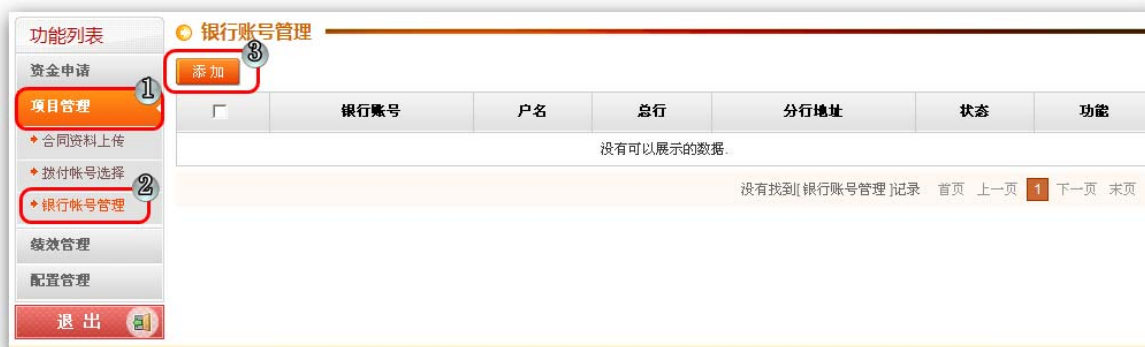 功能列表
资金申请
项目管理
合同资料上传
拨付帐号选择
银行帐号管理
绩效管理
配置管理
退 出
银行账号管理
添 加
银行账号 户名 总行 分行地址 状态 功能
没有可以展示的数据.
没有找到[银行账号管理]记录 首页 上一页 1 下一页 末页
1
2
3